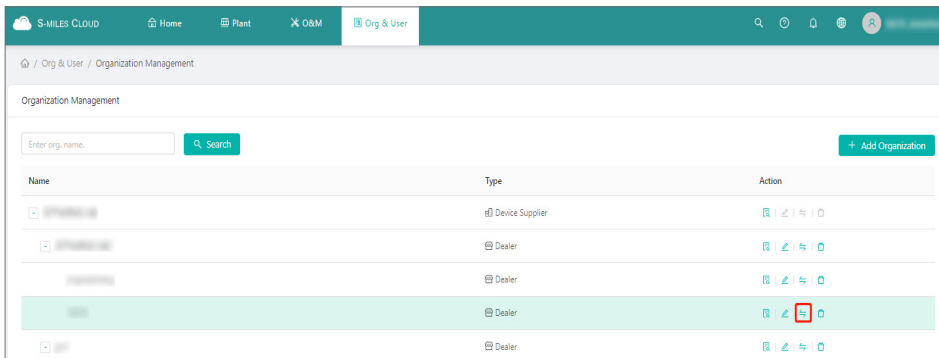 S-MILES CLOUD Home Plant O&M Org & User R
/ Org & User / Organization Management
Organization Management
Enter org. name. Search + Add Organization
Name Type Action
- Device Supplier
- Dealer
Dealer
Dealer
- Dealer